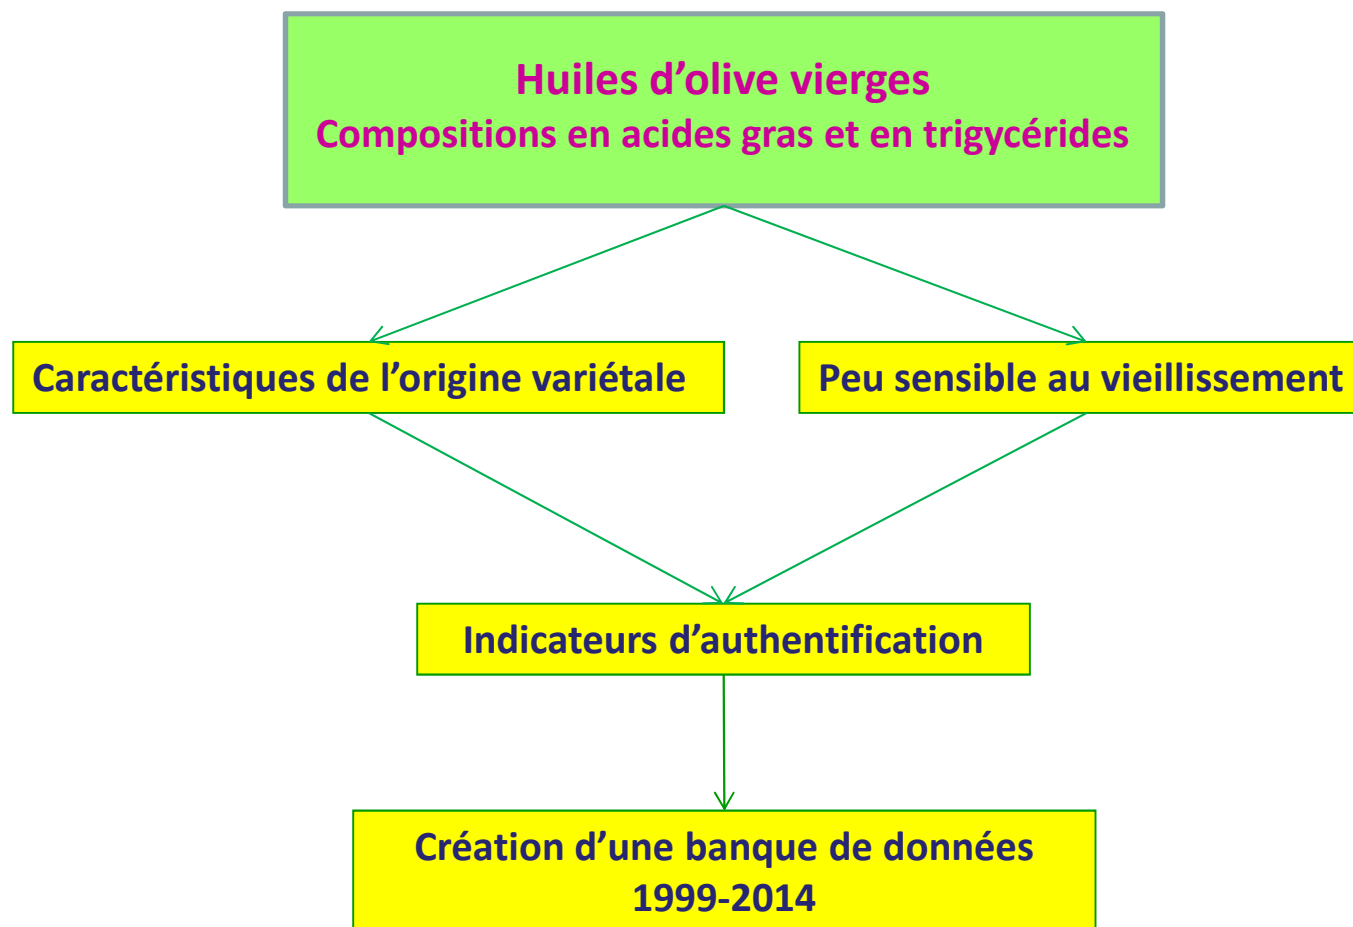 Huiles d’olive vierges
Compositions en acides gras et en trigycérides
Caractéristiques de l’origine variétale
Peu sensible au vieillissement
Indicateurs d’authentification
Création d’une banque de données
1999-2014